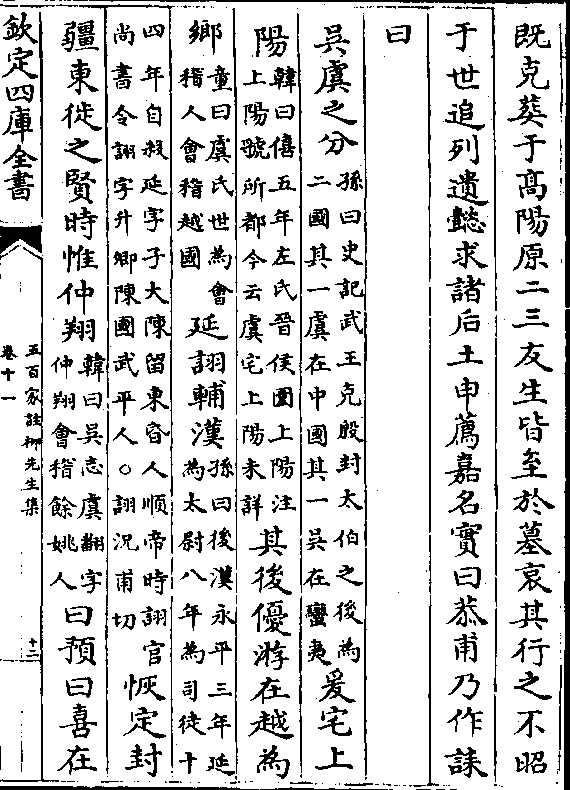 既克葬于髙陽原二三友生皆至於墓哀其行之不昭
于世追列遺懿求諸后土申薦嘉名實曰恭甫乃作誄
曰
吳虞之分孫曰史記武王克殷封太伯之後為二國其一虞在中國其一吳在蠻夷爰宅上
陽韓曰僖五年左氏晉侯圍上陽注上陽虢所都今云虞宅上陽未詳其後優游在越為
鄉童曰虞氏世為會稽人會稽越國延詡輔漢孫曰後漢永平三年延為太尉八年為司徒十
四年自殺延字子大陳留東昏人順帝時詡官尚書令詡字升卿陳國武平人○詡況甫切恢定封
疆東徙之賢時惟仲翔韓曰吳志虞翻字仲翔會稽餘姚人曰預曰喜在
欽定四庫全書
五百家註柳先生集
卷十一
十二